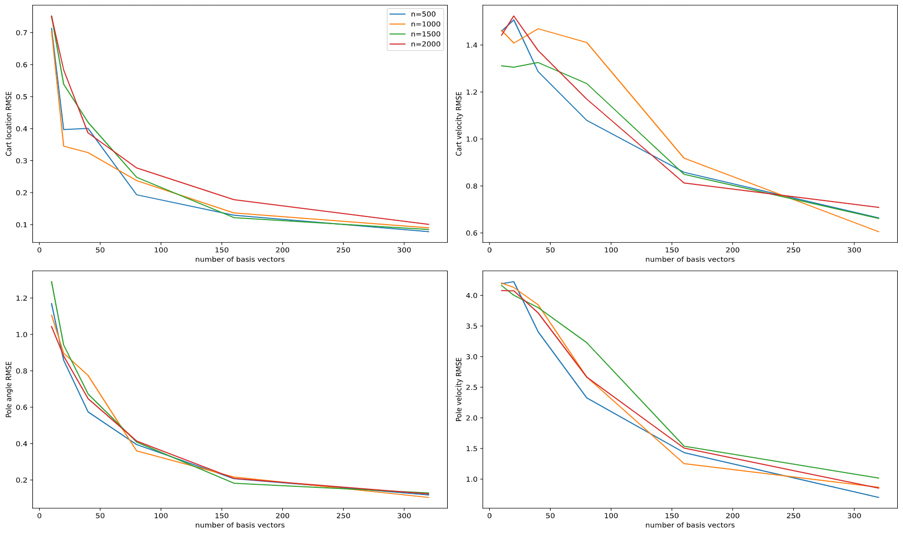 n=500
n=1000
n=1500
n=2000
Cart location RMSE
0.7
0.6
0.5
0.4
0.3
0.2
0.1
0 50 100 150 200 250 300
number of basis vectors
Cart velocity RMSE
1.4
1.2
1.0
0.8
0.6
0 50 100 150 200 250 300
number of basis vectors
Pole angle RMSE
1.2
1.0
0.8
0.6
0.4
0.2
0 50 100 150 200 250 300
number of basis vectors
Pole velocity RMSE
4.0
3.5
3.0
2.5
2.0
1.5
1.0
0 50 100 150 200 250 300
number of basis vectors